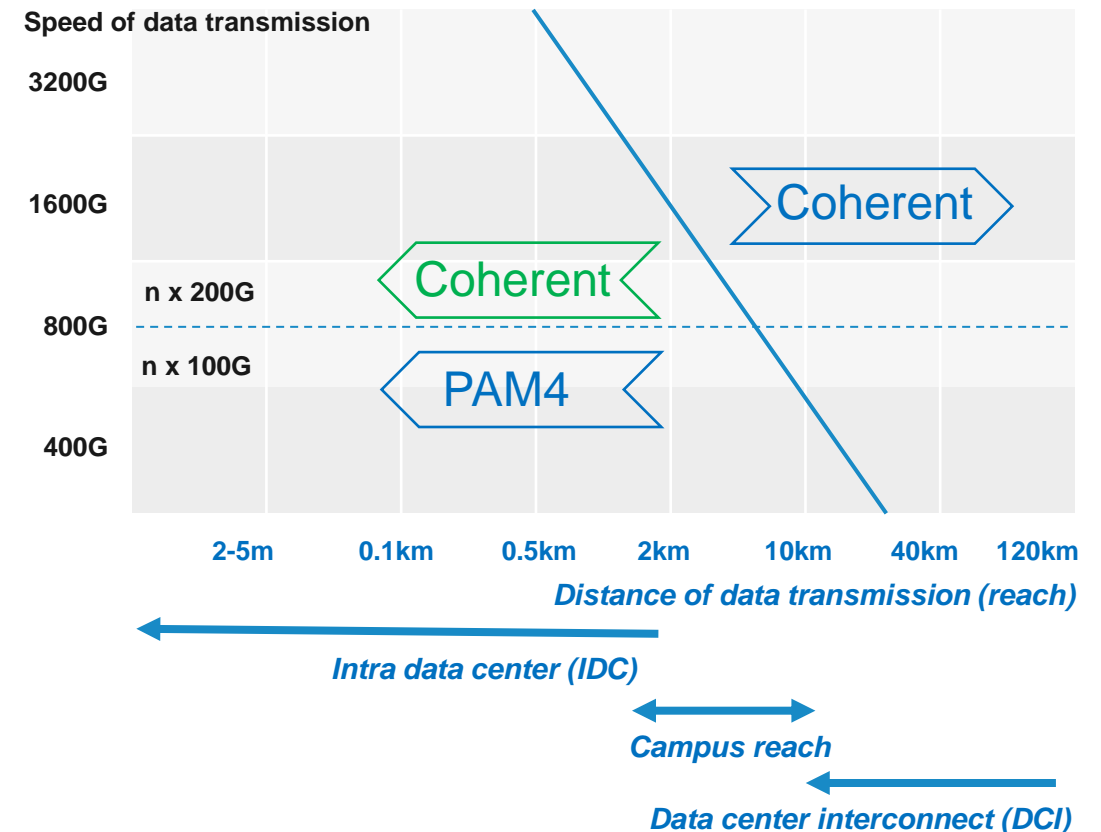 Speed of data transmission
3200G
1600G
Coherent
Coherent
n x 200G
800G
n x 100G
PAM4
400G
2-5m 0.1km 0.5km 2km 10km 40km 120km
Distance of data transmission (reach)
Intra data center (IDC)
Campus reach
Data center interconnect (DCI)